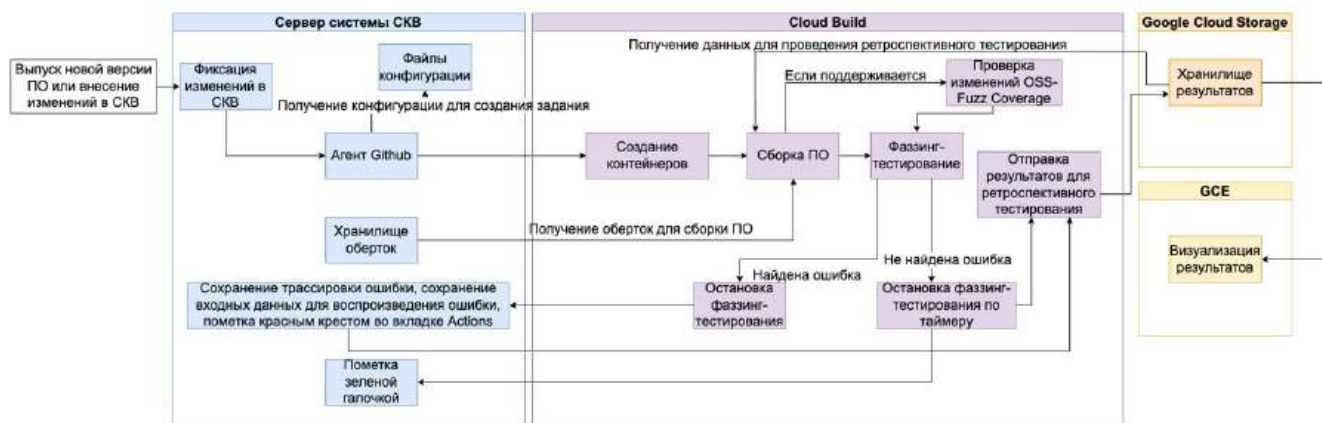 Сервер системы СКВ
Cloud Build
Google Cloud Storage
Получение данных для проведения ретроспективного тестирования
Выпуск новой версии
ПО или внесение
изменений в СКВ
Фиксация
изменений в
СКВ
Файлы
конфигурации
Если поддерживается
Проверка
изменений OSS-
Fuzz Coverage
Хранилище
результатов
Получение конфигурации для создания задания
Агент Github
Создание
контейнеров
Сборка ПО
Фаззинг-
тестирование
Отправка
результатов для
ретроспективного
тестирования
GCE
Хранилище
оберток
Получение оберток для сборки ПО
Визуализация
результатов
Не найдена ошибка
Найдена ошибка
Сохранение трассировки ошибки, сохранение
входных данных для воспроизведения ошибки,
пометка красным крестом во вкладке Actions
Остановка
фаззинг-
тестирования
Остановка фаззинг-
тестирования по
таймеру
Пометка
зеленой
галочкой